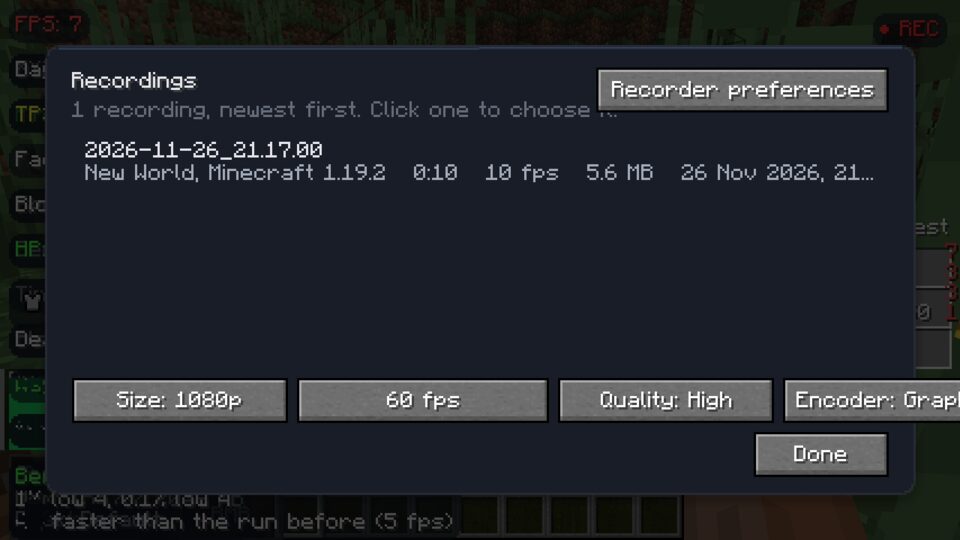 FPS: 7
REC
Recordings
Recorder preferences
1 recording, newest first. Click one to choose it.
2026-11-26_21.17.00
New World, Minecraft 1.19.2 0:10 10 fps 5.6 MB 26 Nov 2026, 21...
Size: 1080p
60 fps
Quality: High
Encoder: Grap
Done
faster than the run before (5 fps)